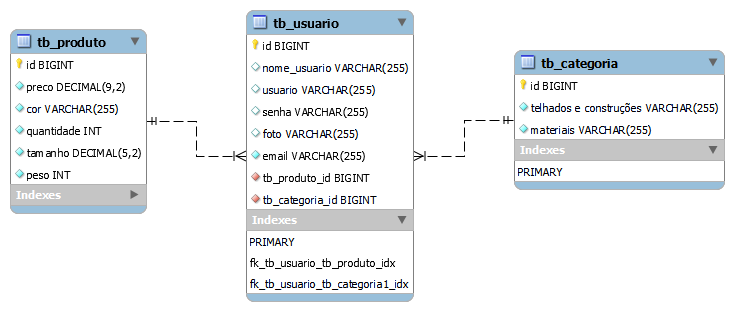 tb_produto
id BIGINT
preco DECIMAL(9,2)
cor VARCHAR(255)
quantidade INT
tamanho DECIMAL(5,2)
peso INT
Indexes
tb_usuario
id BIGINT
nome_usuario VARCHAR(255)
usuario VARCHAR(255)
senha VARCHAR(255)
foto VARCHAR(255)
email VARCHAR(255)
tb_produto_id BIGINT
tb_categoria_id BIGINT
Indexes
PRIMARY
fk_tb_usuario_tb_produto_idx
fk_tb_usuario_tb_categoria1_idx
tb_categoria
id BIGINT
telhados e construções VARCHAR(255)
materiais VARCHAR(255)
Indexes
PRIMARY